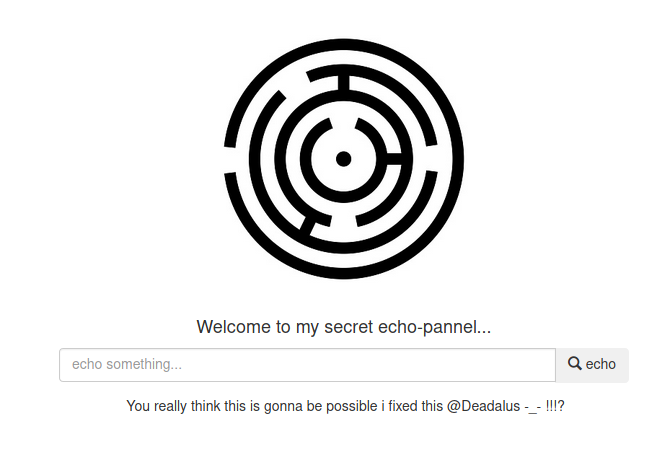 Welcome to my secret echo-pannel...
echo something...
echo
You really think this is gonna be possible i fixed this @Deadalus -_- !!!?